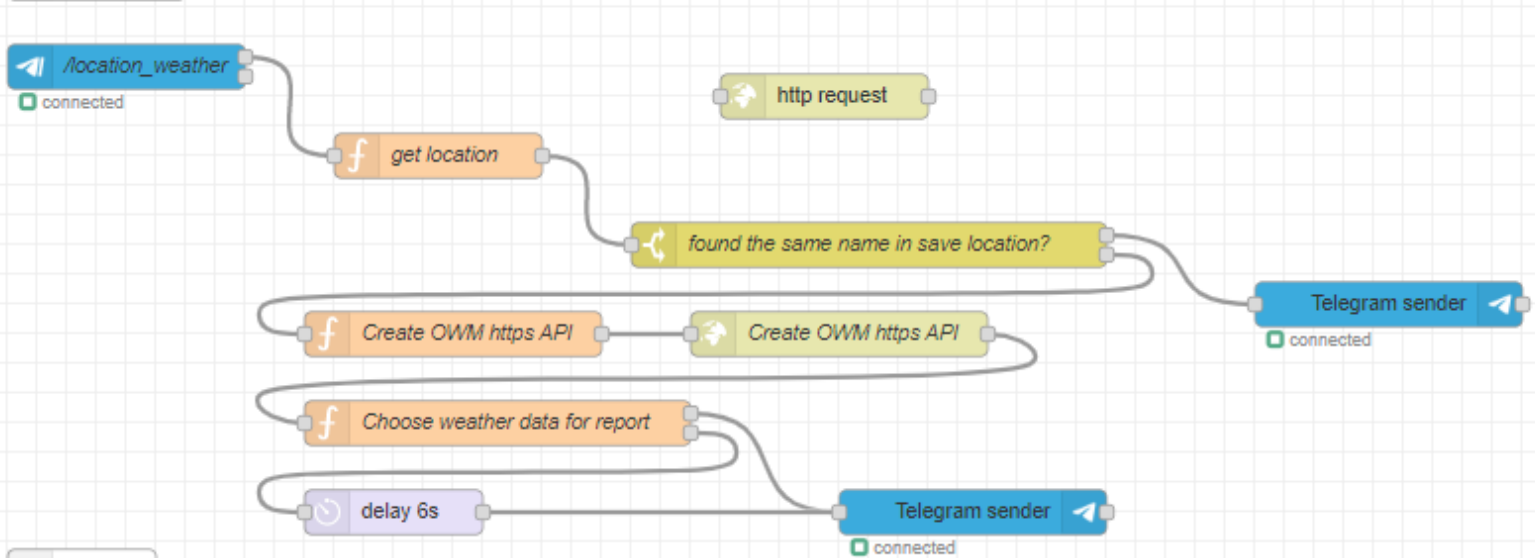 /location_weather
connected
http request
get location
found the same name in save location?
Telegram sender
connected
Create OWM https API
Create OWM https API
Choose weather data for report
delay 6s
Telegram sender
connected